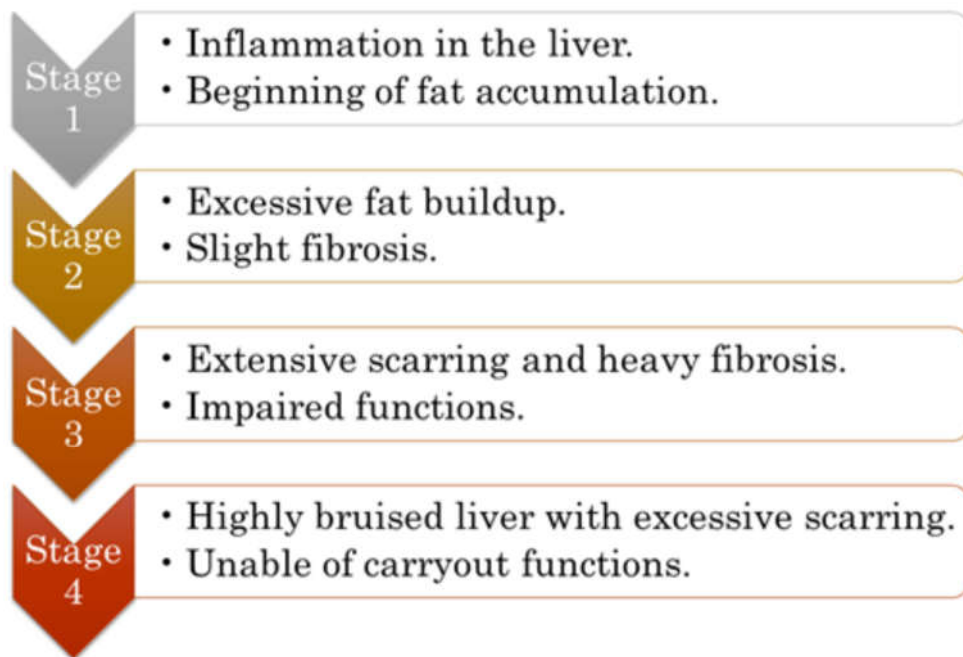 Stage
1
• Inflammation in the liver.
• Beginning of fat accumulation.
Stage
2
• Excessive fat buildup.
• Slight fibrosis.
Stage
3
• Extensive scarring and heavy fibrosis.
• Impaired functions.
Stage
4
• Highly bruised liver with excessive scarring.
• Unable of carryout functions.